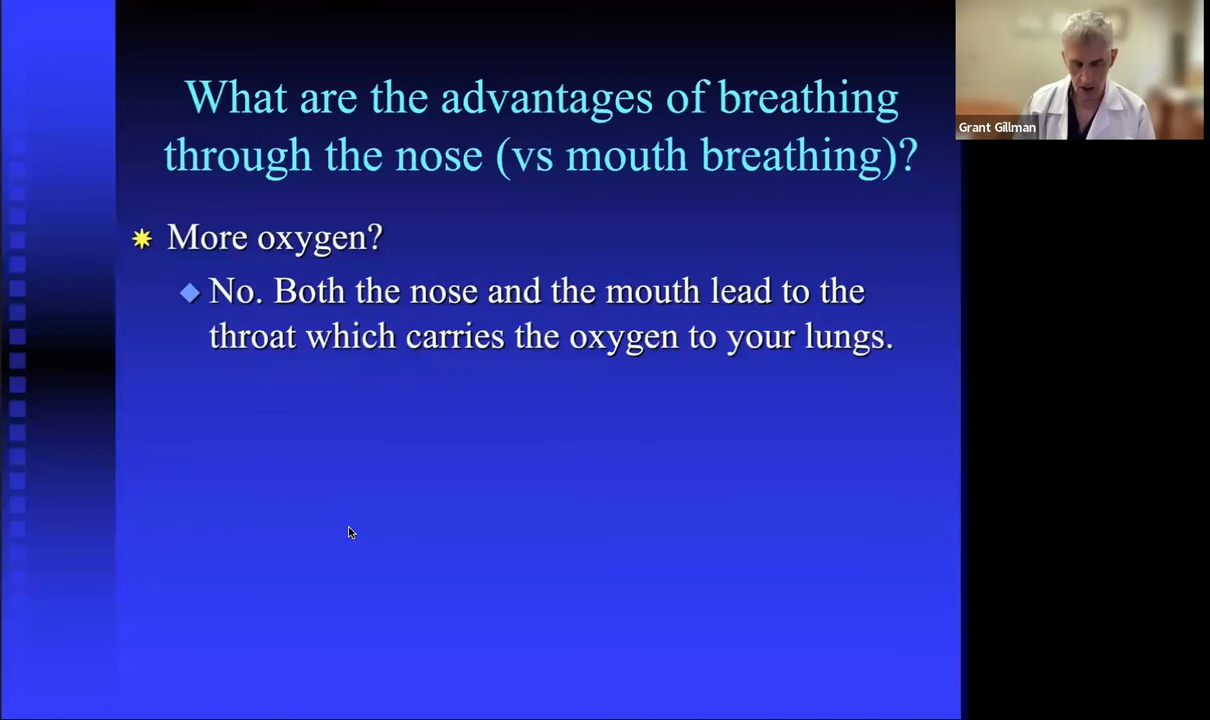 What are the advantages of breathing
through the nose (vs mouth breathing)?
More oxygen?
No. Both the nose and the mouth lead to the
throat which carries the oxygen to your lungs.
Grant Gillman